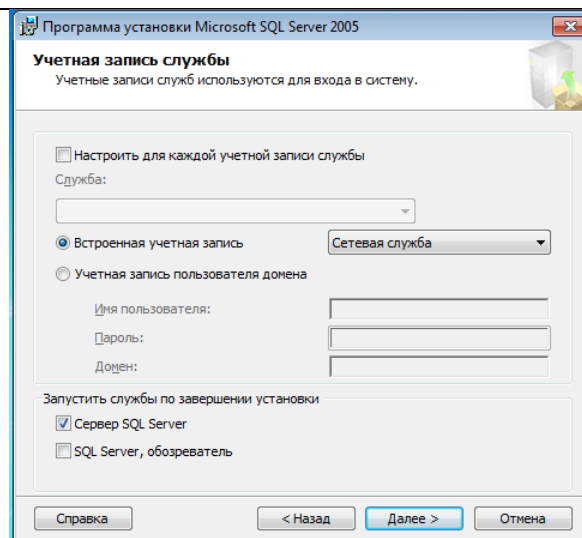 Программа установки Microsoft SQL Server 2005
Учетная запись службы
Учетные записи служб используются для входа в систему.
Настроить для каждой учетной записи службы
Служба:
Встроенная учетная запись
Сетевая служба
Учетная запись пользователя домена
Имя пользователя:
Пароль:
Домен:
Запустить службы по завершении установки
Сервер SQL Server
SQL Server, обозреватель
Справка
< Назад
Далее >
Отмена